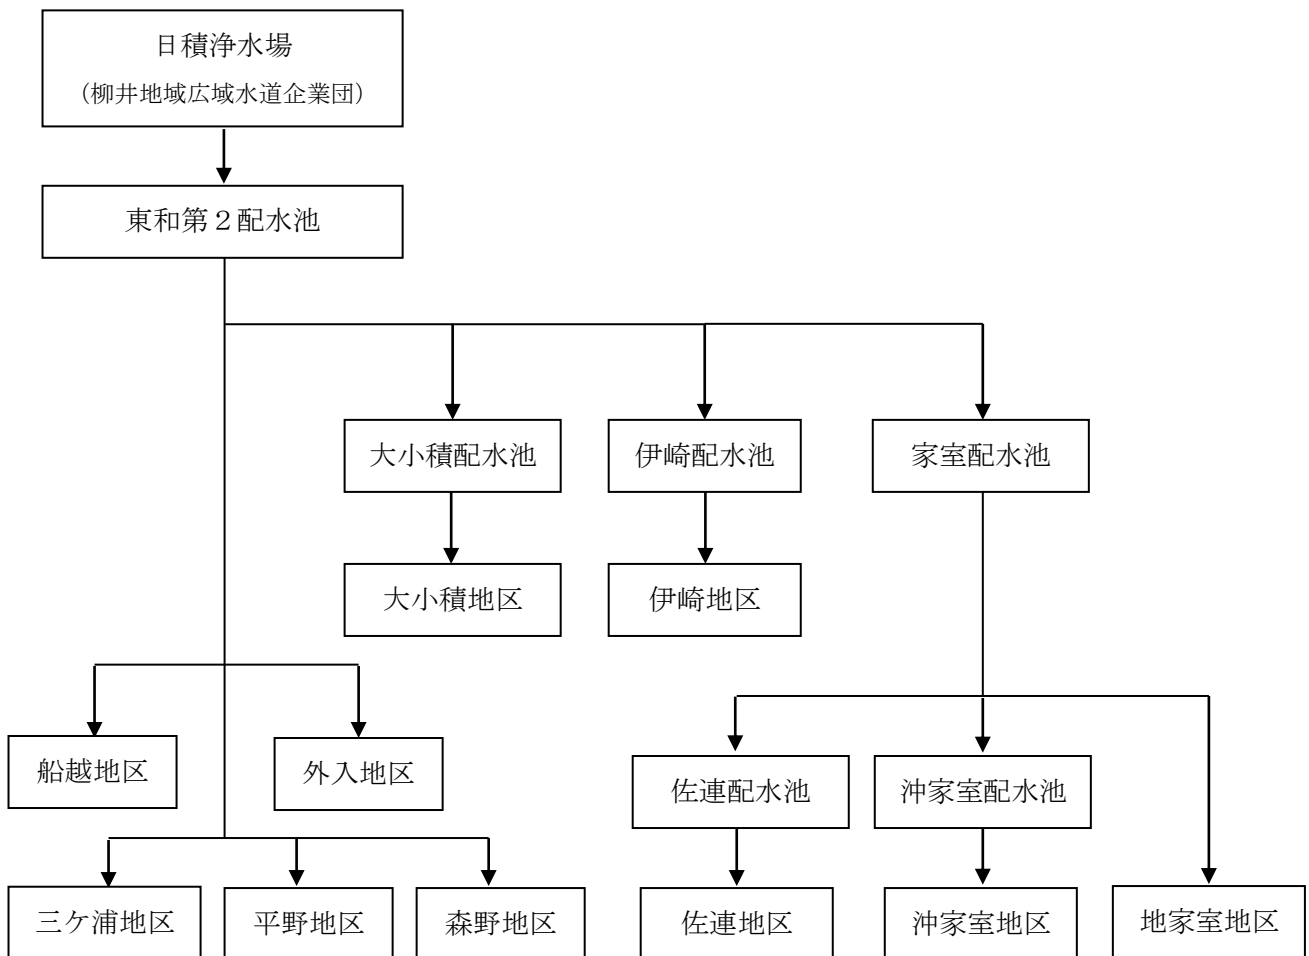 日積浄水場
（柳井地域広域水道企業団）
東和第２配水池
大小積配水池
伊崎配水池
家室配水池
大小積地区
伊崎地区
船越地区
外入地区
佐連配水池
沖家室配水池
三ケ浦地区
平野地区
森野地区
佐連地区
沖家室地区
地家室地区